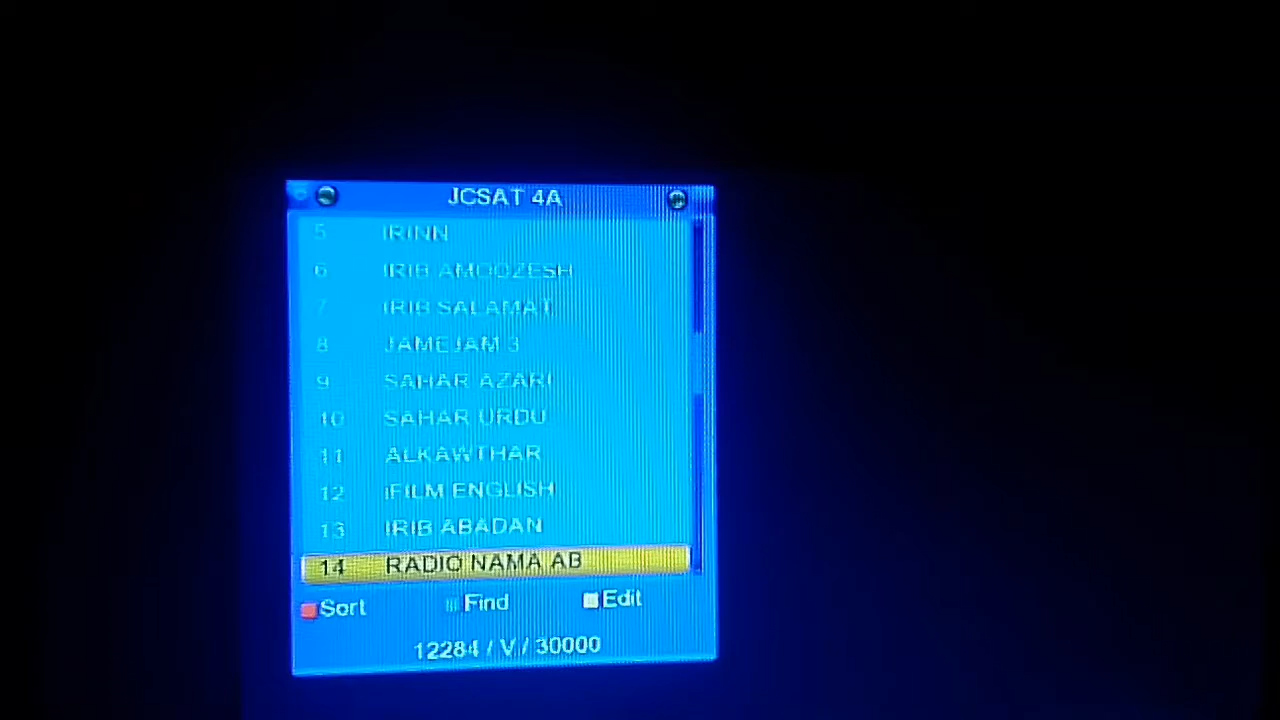 JCSAT 4A
5 IRINN
6 IRIB AMOOZESH
7 IRIB SALAMAT
8 JAMEJAM 3
9 SAHAR AZARI
10 SAHAR URDU
11 ALKAWTHAR
12 iFILM ENGLISH
13 IRIB ABADAN
14 RADIO NAMA AB
Sort Find Edit
12284 / V / 30000